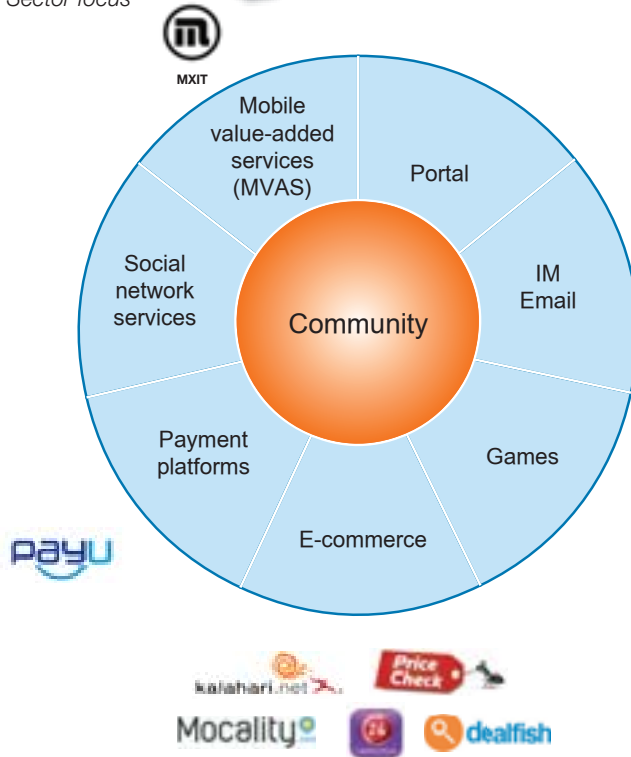 Sector focus
MXIT
Mobile
value-added
services
(MVAS)
Portal
Social
network
services
IM
Email
Community
Payment
platforms
Games
E-commerce
payu
kalahari.net
Price
Check
Mocality
24
dealfish